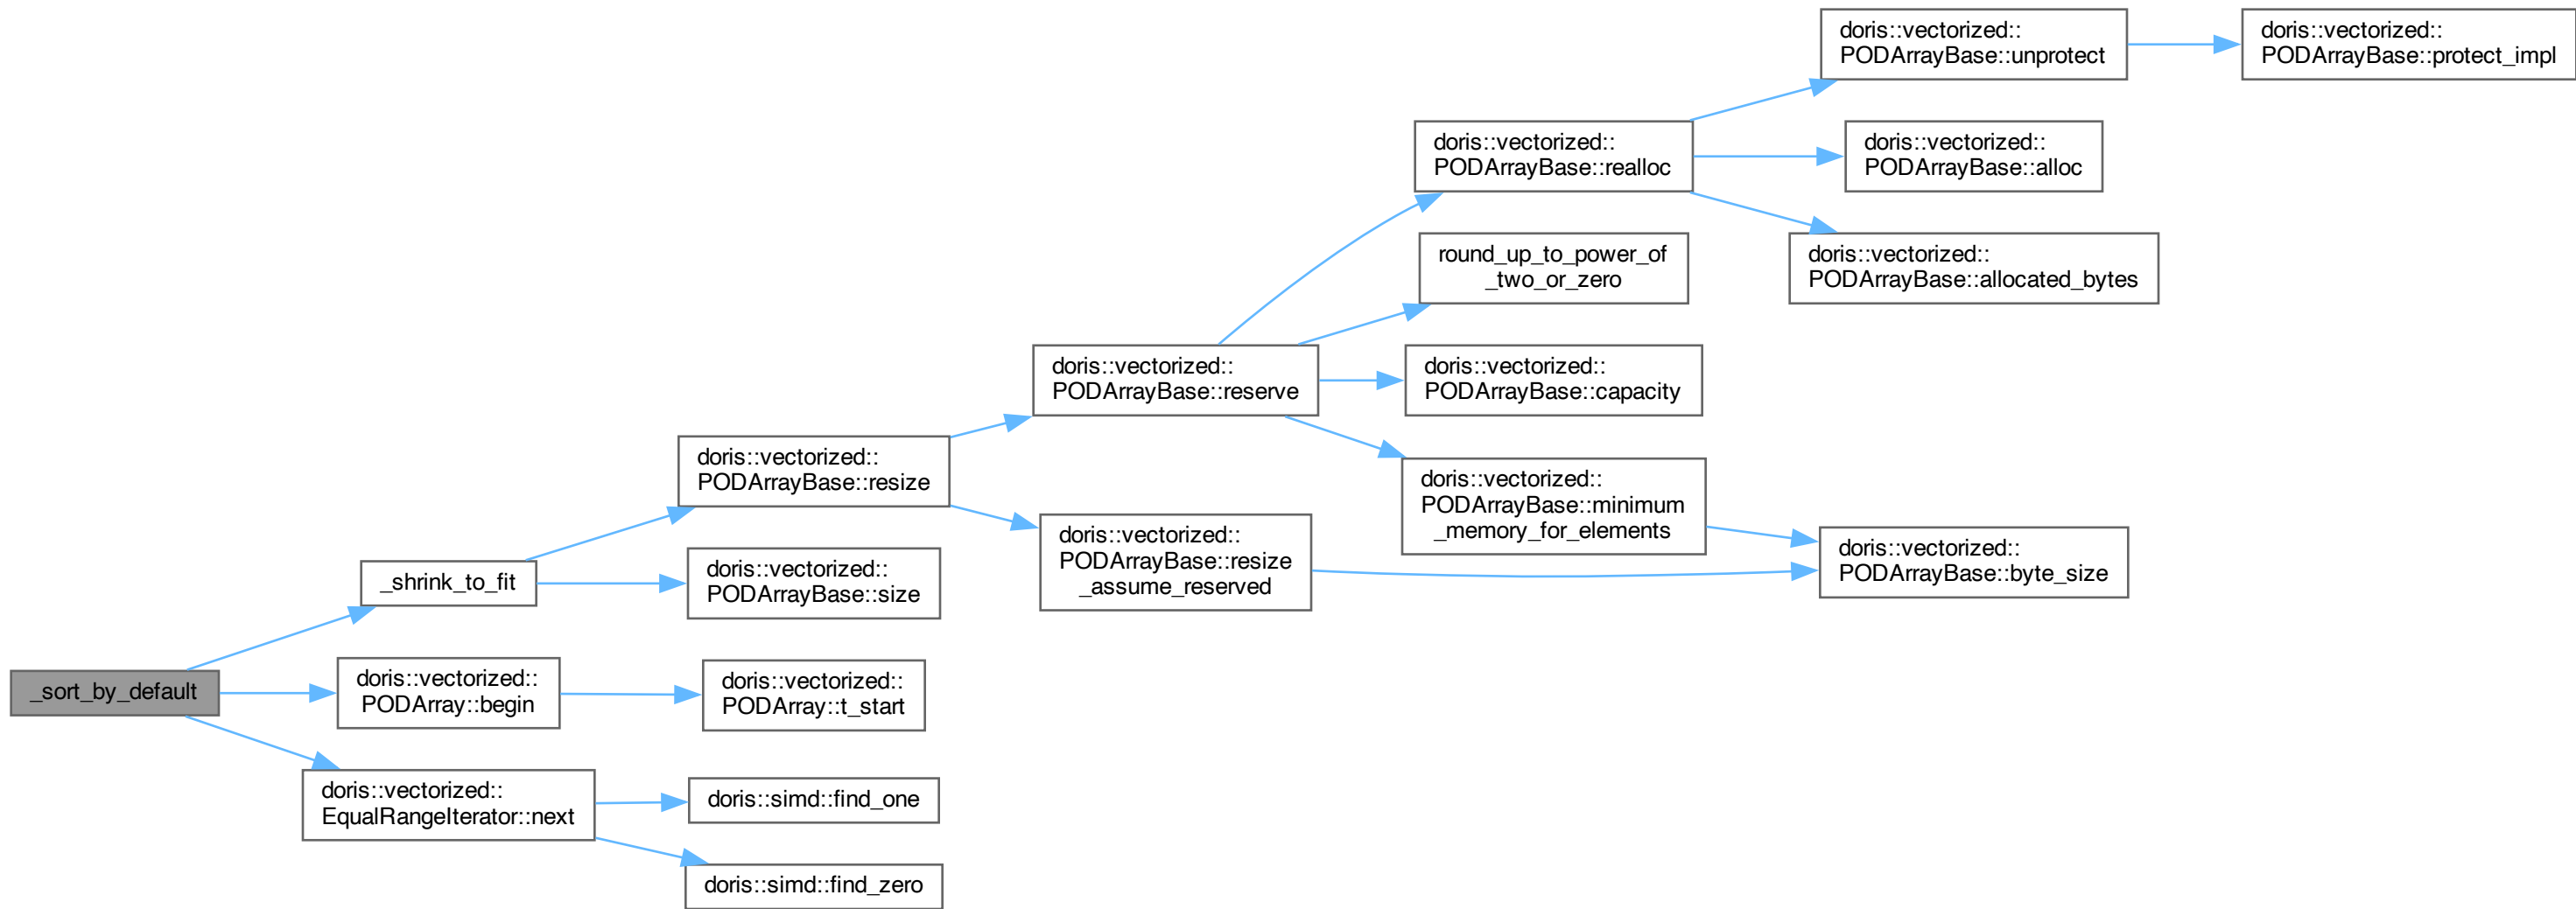 _sort_by_default
_shrink_to_fit
doris::vectorized::
PODArray::begin
doris::vectorized::
EqualRangeIterator::next
doris::vectorized::
PODArrayBase::resize
doris::vectorized::
PODArrayBase::size
doris::vectorized::
PODArray::t_start
doris::simd::find_one
doris::simd::find_zero
doris::vectorized::
PODArrayBase::reserve
doris::vectorized::
PODArrayBase::resize
_assume_reserved
doris::vectorized::
PODArrayBase::realloc
round_up_to_power_of
_two_or_zero
doris::vectorized::
PODArrayBase::capacity
doris::vectorized::
PODArrayBase::minimum
_memory_for_elements
doris::vectorized::
PODArrayBase::unprotect
doris::vectorized::
PODArrayBase::alloc
doris::vectorized::
PODArrayBase::allocated_bytes
doris::vectorized::
PODArrayBase::byte_size
doris::vectorized::
PODArrayBase::protect_impl